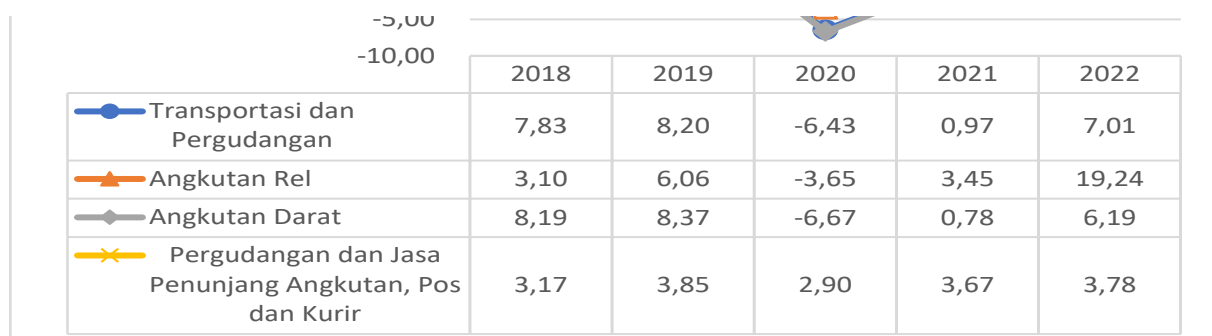 -5,00
-10,00
2018 2019 2020 2021 2022
Transportasi dan
Pergudangan
7,83 8,20 -6,43 0,97 7,01
Angkutan Rel 3,10 6,06 -3,65 3,45 19,24
Angkutan Darat 8,19 8,37 -6,67 0,78 6,19
Pergudangan dan Jasa
Penunjang Angkutan, Pos
dan Kurir
3,17 3,85 2,90 3,67 3,78